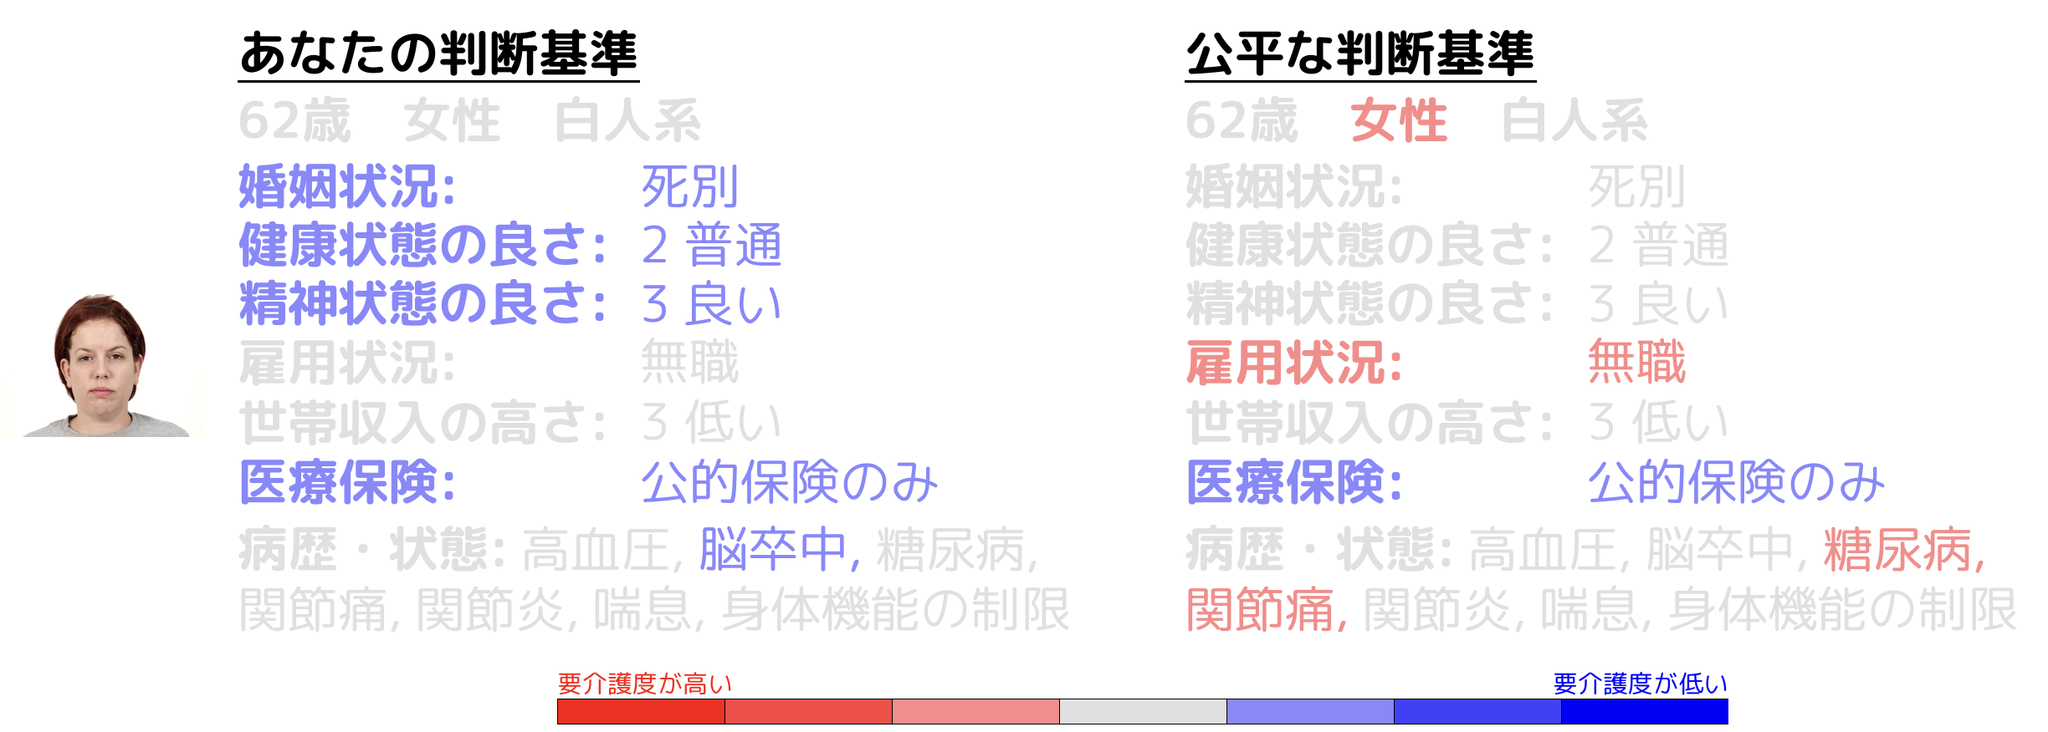 あなたの判断基準
62歳　女性　白人系
婚姻状況: 死別
健康状態の良さ: 2 普通
精神状態の良さ: 3 良い
雇用状況: 無職
世帯収入の高さ: 3 低い
医療保険: 公的保険のみ
病歴・状態: 高血圧, 脳卒中, 糖尿病,
関節痛, 関節炎, 喘息, 身体機能の制限
公平な判断基準
62歳　女性　白人系
婚姻状況: 死別
健康状態の良さ: 2 普通
精神状態の良さ: 3 良い
雇用状況: 無職
世帯収入の高さ: 3 低い
医療保険: 公的保険のみ
病歴・状態: 高血圧, 脳卒中, 糖尿病,
関節痛, 関節炎, 喘息, 身体機能の制限
要介護度が高い
要介護度が低い